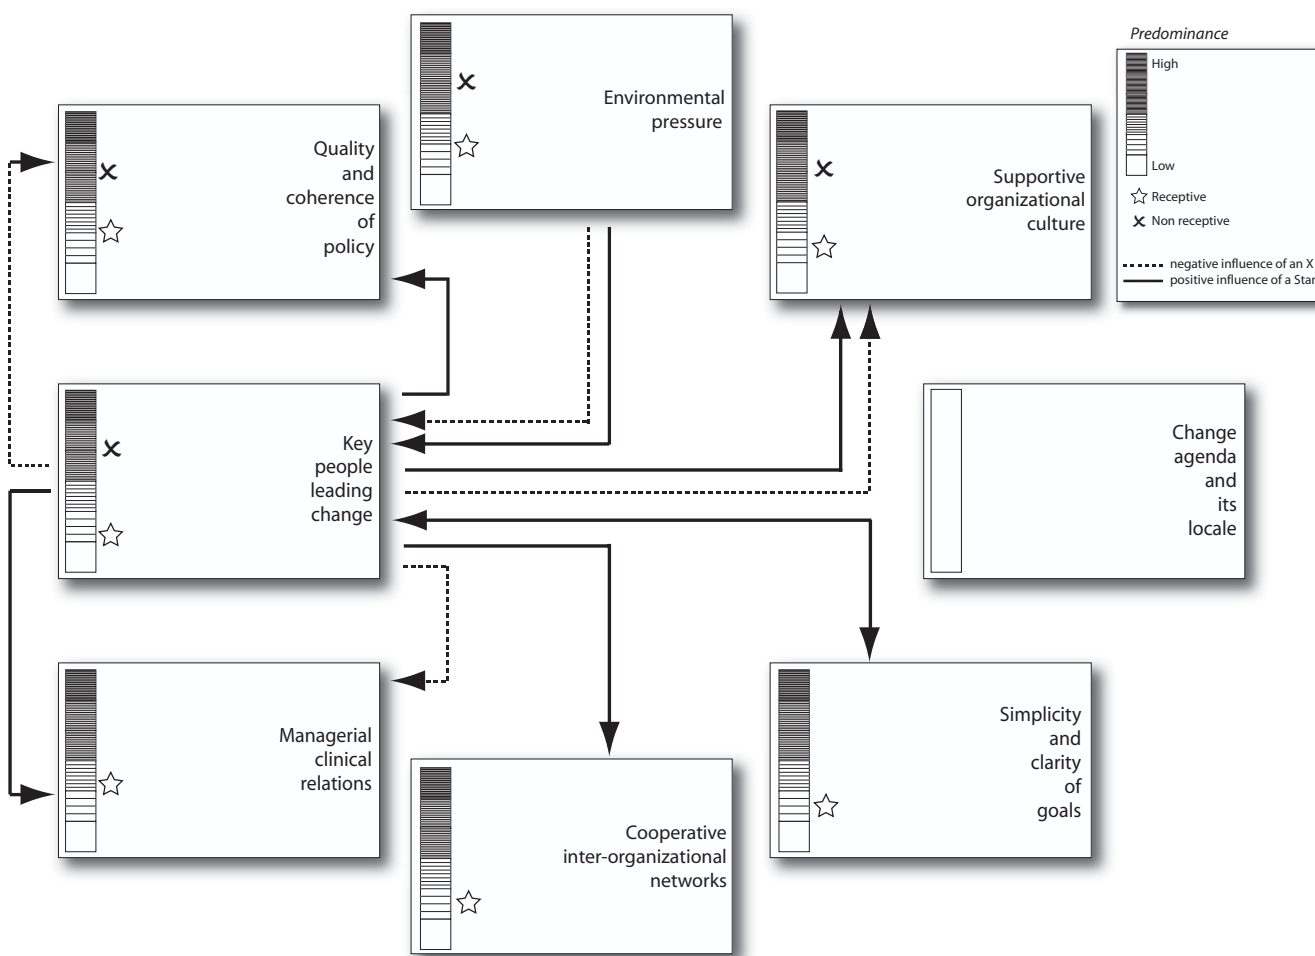 Predominance
High
Low
Receptive
Non receptive
negative influence of an X
positive influence of a Star
Environmental
pressure
Quality
and
coherence
of
policy
Supportive
organizational
culture
Key
people
leading
change
Change
agenda
and
its
locale
Managerial
clinical
relations
Cooperative
inter-organizational
networks
Simplicity
and
clarity
of
goals